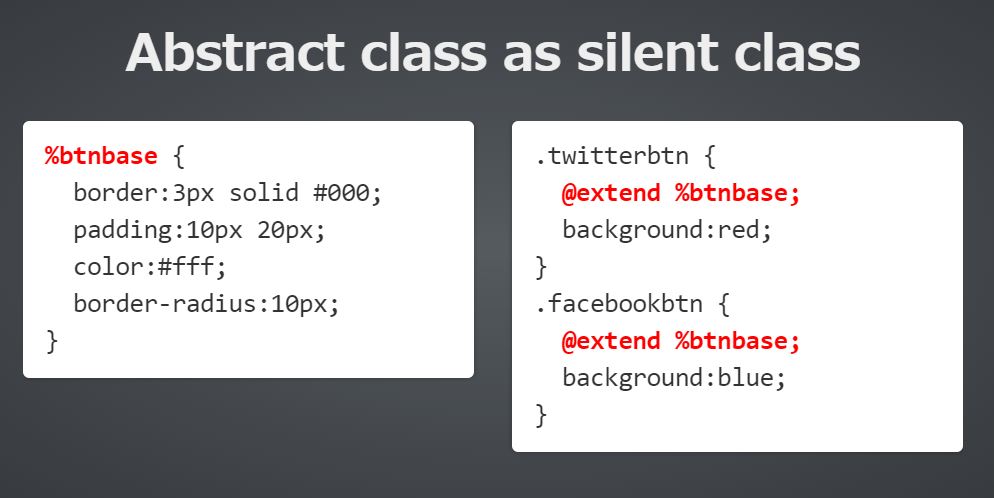 Abstract class as silent class
%btnbase {
  border:3px solid #000;
  padding:10px 20px;
  color:#fff;
  border-radius:10px;
}
.twitterbtn {
  @extend %btnbase;
  background:red;
}
.facebookbtn {
  @extend %btnbase;
  background:blue;
}